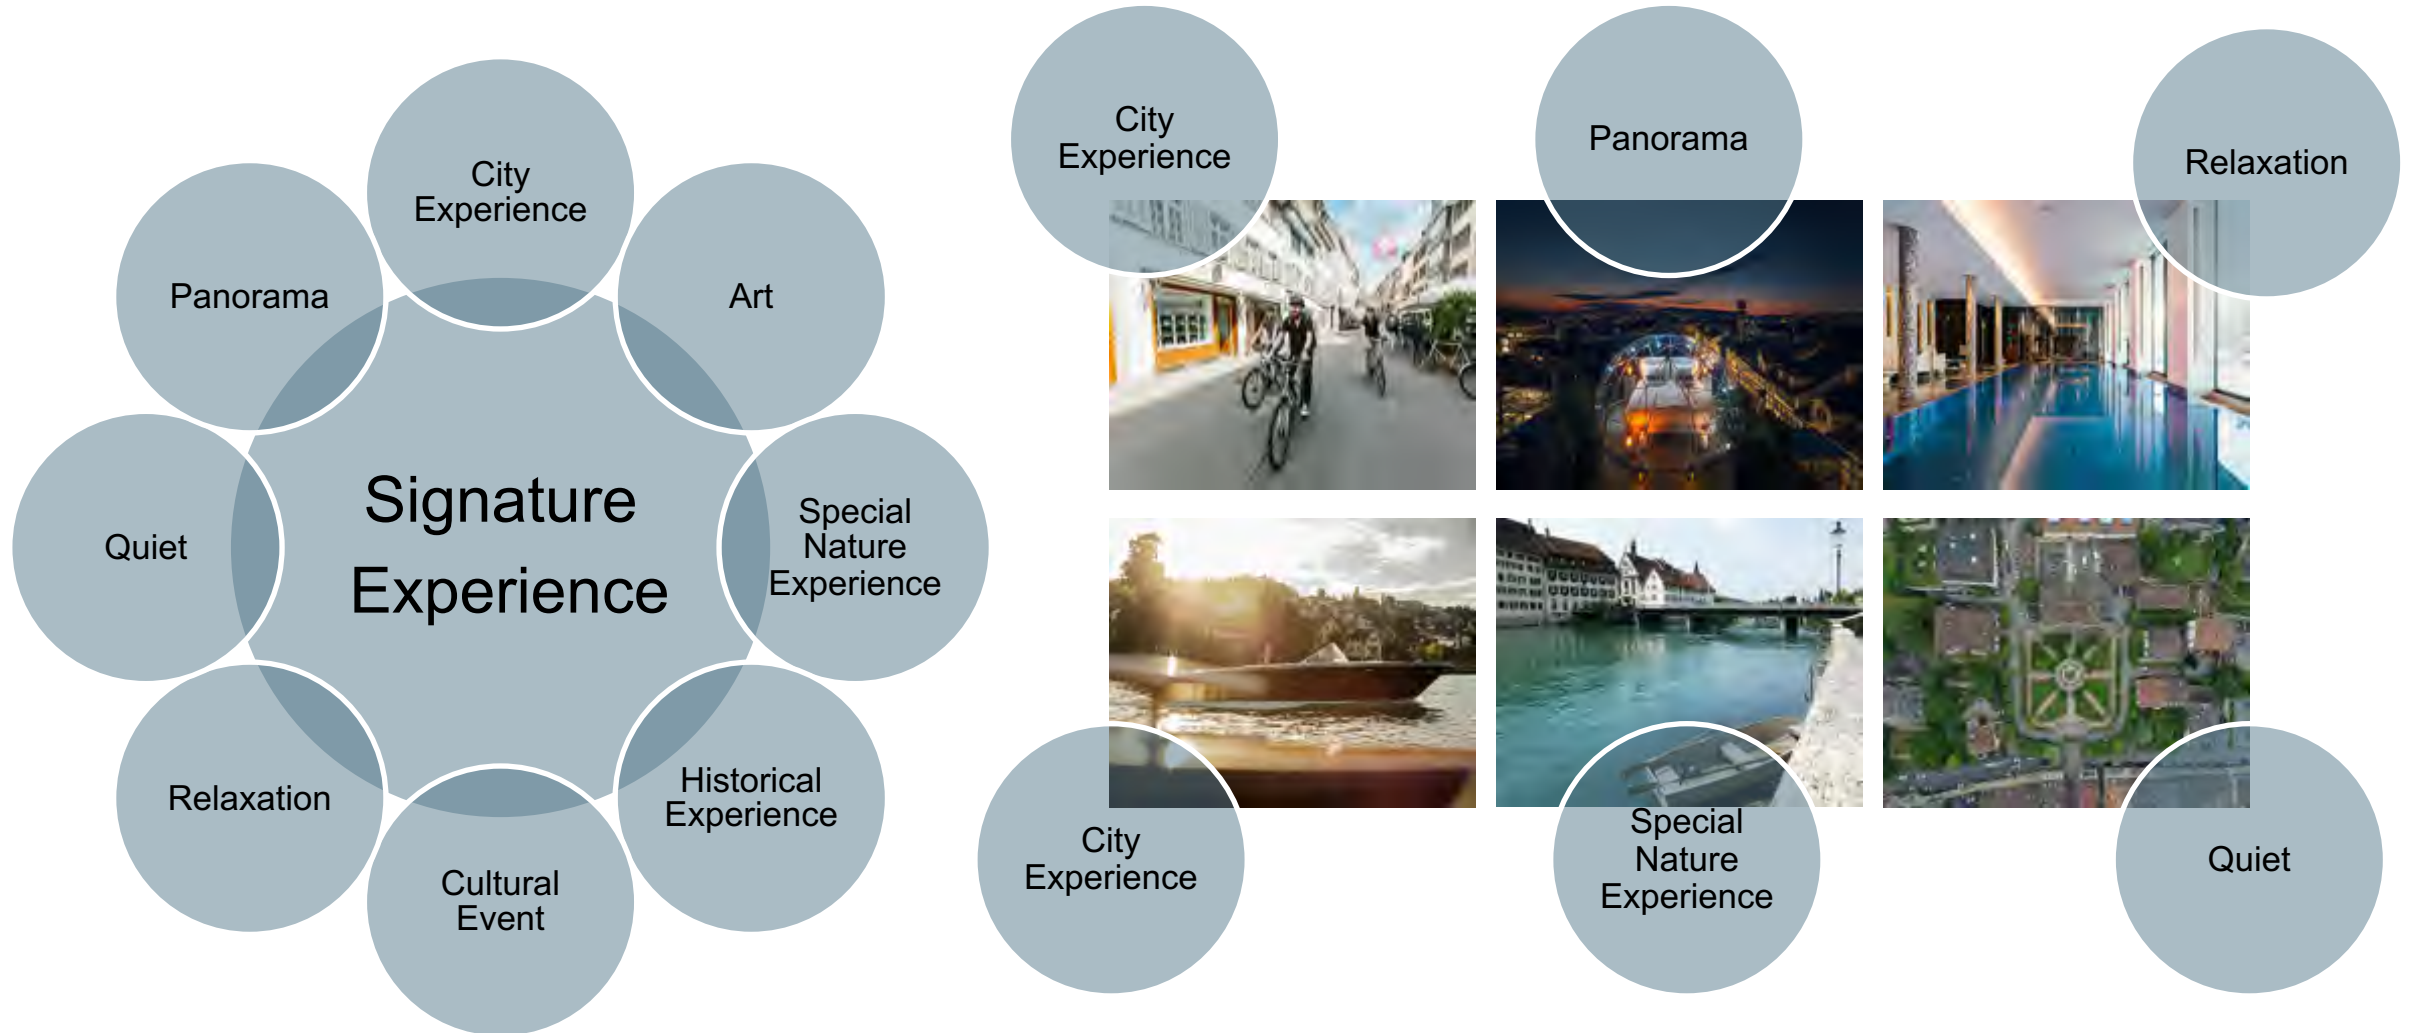 City
Experience
Panorama
Art
Quiet
Signature
Experience
Special
Nature
Experience
Relaxation
Historical
Experience
Cultural
Event
City
Experience
Panorama
Relaxation
City
Experience
Special
Nature
Experience
Quiet